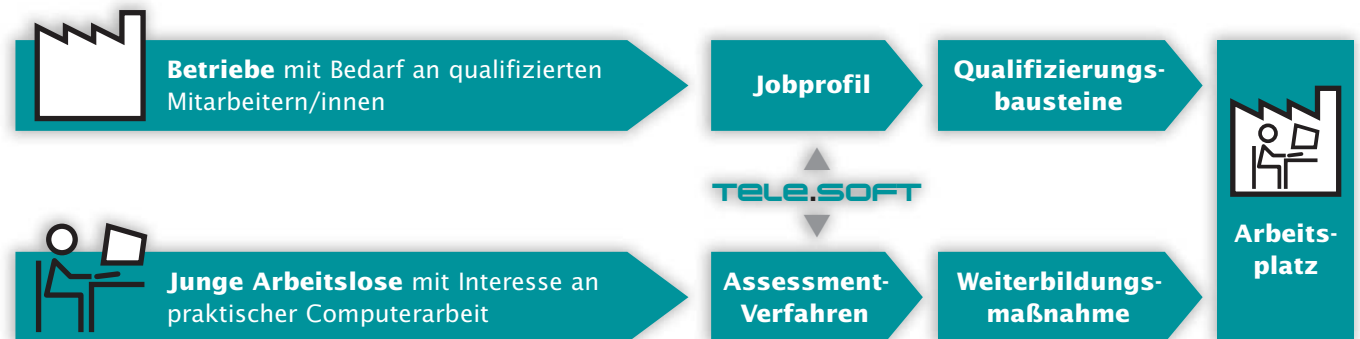 Betriebe mit Bedarf an qualifizierten
Mitarbeitern/innen
Jobprofil
Qualifizierungs-
bausteine
TELE.SOFT
Junge Arbeitslose mit Interesse an
praktischer Computerarbeit
Assessment-
Verfahren
Weiterbildungs-
maßnahme
Arbeits-
platz